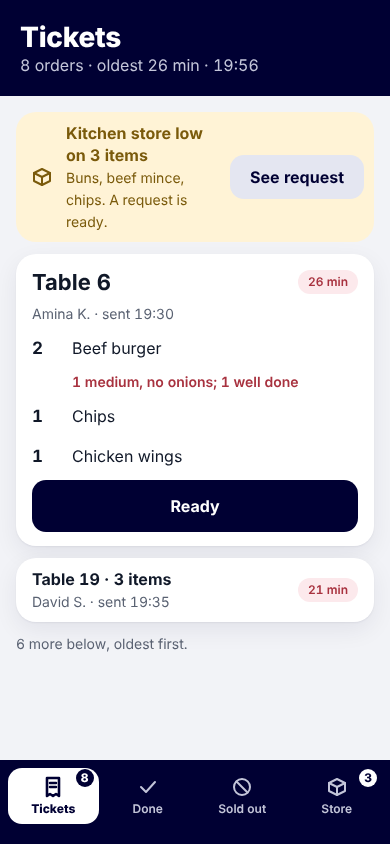 Tickets
8 orders · oldest 26 min · 19:56
Kitchen store low
on 3 items
Buns, beef mince,
chips. A request is
ready.
See request
Table 6
26 min
Amina K. · sent 19:30
2 Beef burger
1 medium, no onions; 1 well done
1 Chips
1 Chicken wings
Ready
Table 19 · 3 items
David S. · sent 19:35
21 min
6 more below, oldest first.
8
3
Tickets Done Sold out Store